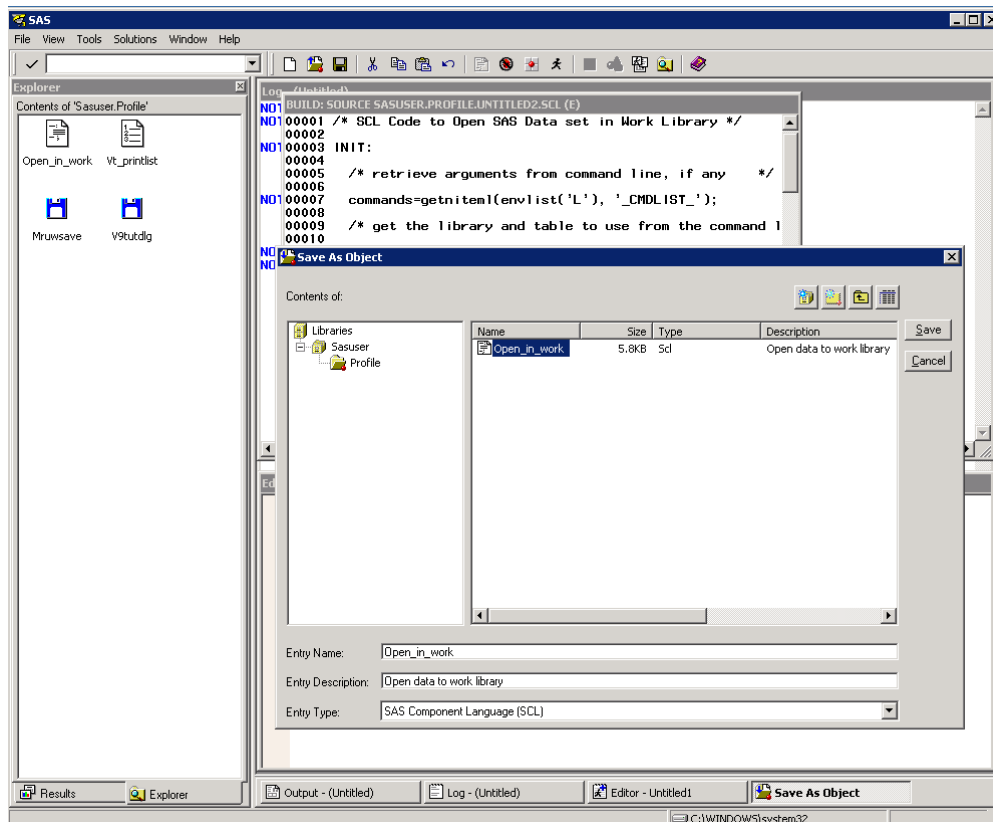 SAS
File View Tools Solutions Window Help
Explorer
Contents of 'Sasuser.Profile'
Open_in_work Vt_printlist
Mruwsave V9tutdlg
Log - (Untitled)
BUILD: SOURCE SASUSER.PROFILE.UNTITLED2.SCL (E)
00001 /* SCL Code to Open SAS Data set in Work Library */
00002
00003 INIT:
00004
00005 /* retrieve arguments from command line, if any */
00006
00007 commands=getniteml(envlist('L'), '_CMDLIST_');
00008
00009 /* get the library and table to use from the command l
00010
Save As Object
Contents of:
Libraries
Sasuser
Profile
Name Size Type Description
Open_in_work 5.8KB Scl Open data to work library
Save
Cancel
Entry Name: Open_in_work
Entry Description: Open data to work library
Entry Type: SAS Component Language (SCL)
Results Explorer
Output - (Untitled) Log - (Untitled) Editor - Untitled1 Save As Object
C:\WINDOWS\system32